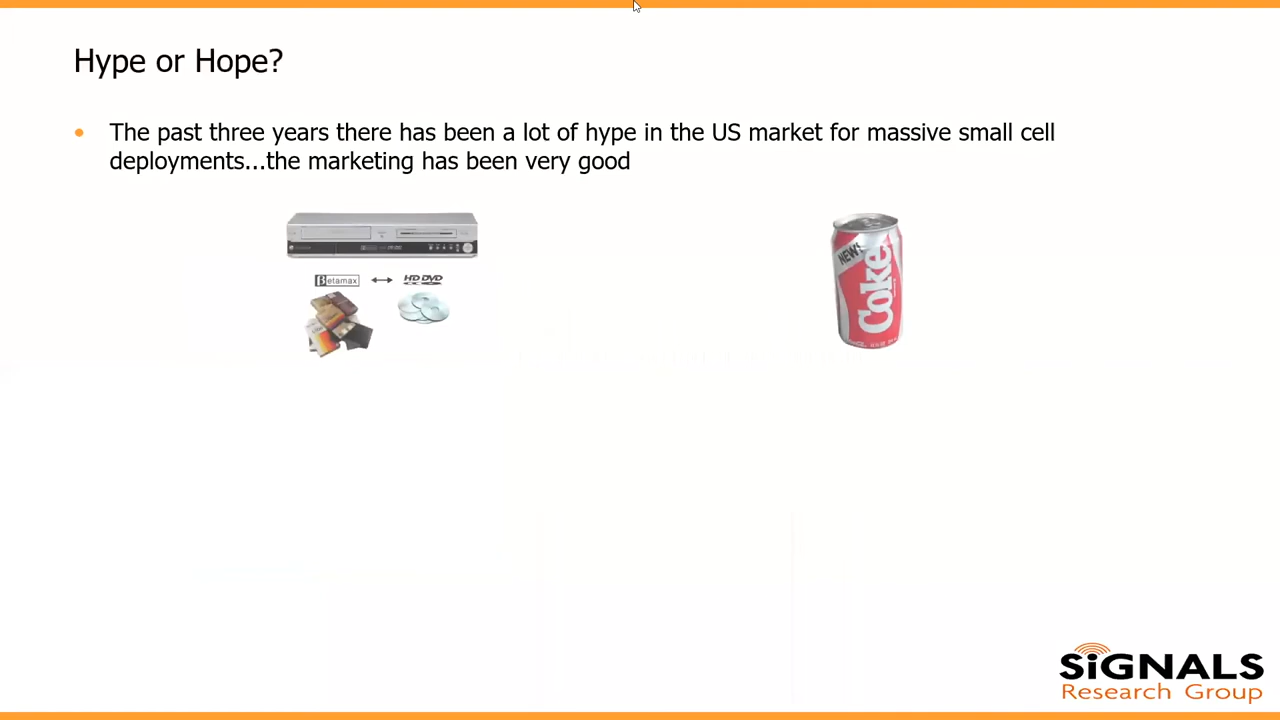 Hype or Hope?
The past three years there has been a lot of hype in the US market for massive small cell
deployments...the marketing has been very good
Betamax
HD DVD
NEW!
Coke
SiGNALS
Research Group